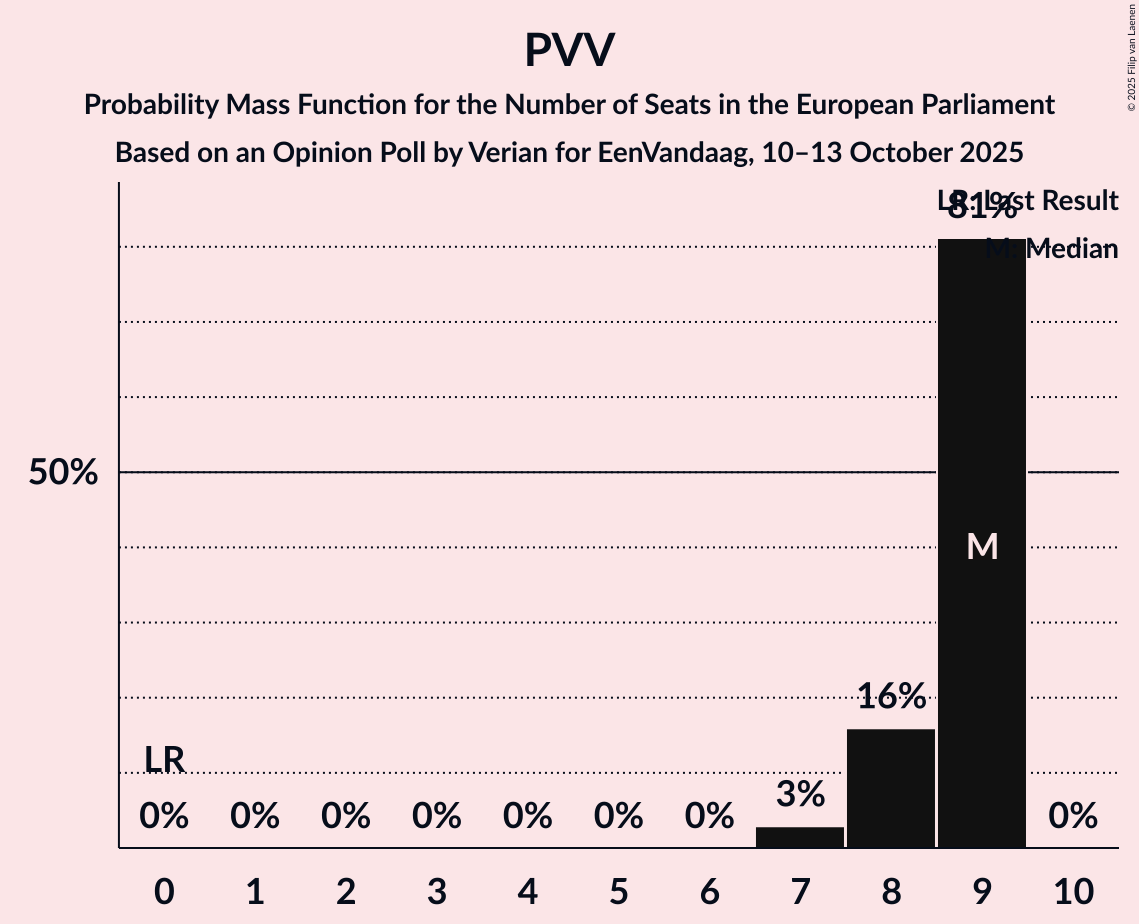 PVV
Probability Mass Function for the Number of Seats in the European Parliament
Based on an Opinion Poll by Verian for EenVandaag, 10–13 October 2025
© 2025 Filip van Laenen
LR: Last Result
M: Median
81%
50%
M
16%
LR
3%
0% 0% 0% 0% 0% 0% 0% 0%
0 1 2 3 4 5 6 7 8 9 10